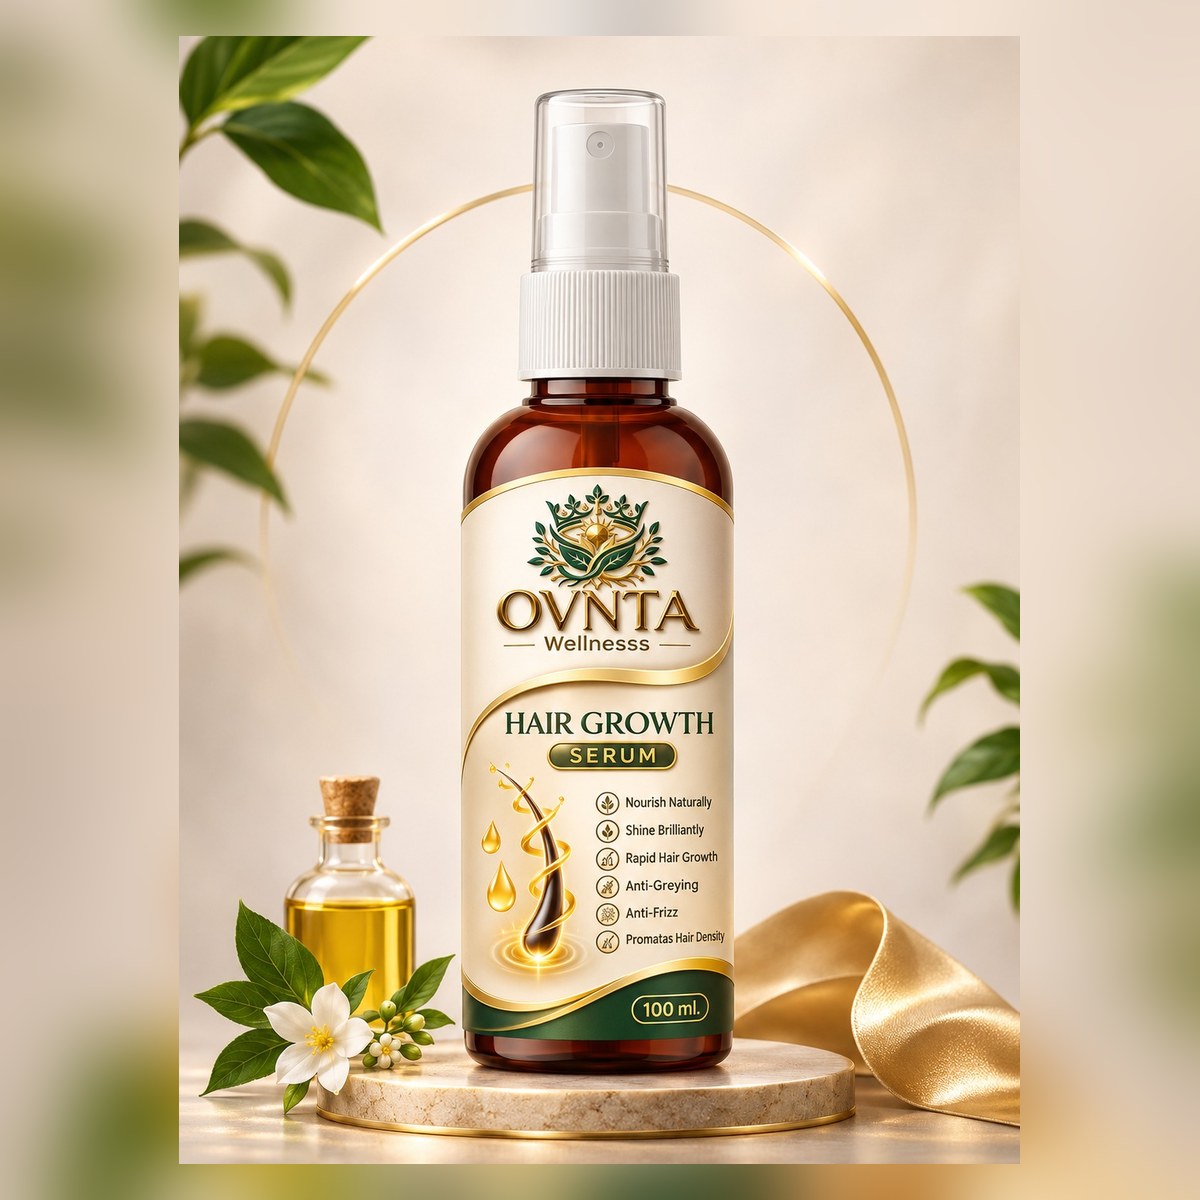 OVNTA
Wellnesss
HAIR GROWTH
SERUM
Nourish Naturally
Shine Brilliantly
Rapid Hair Growth
Anti-Greying
Anti-Frizz
Promatas Hair Density
100 ml.